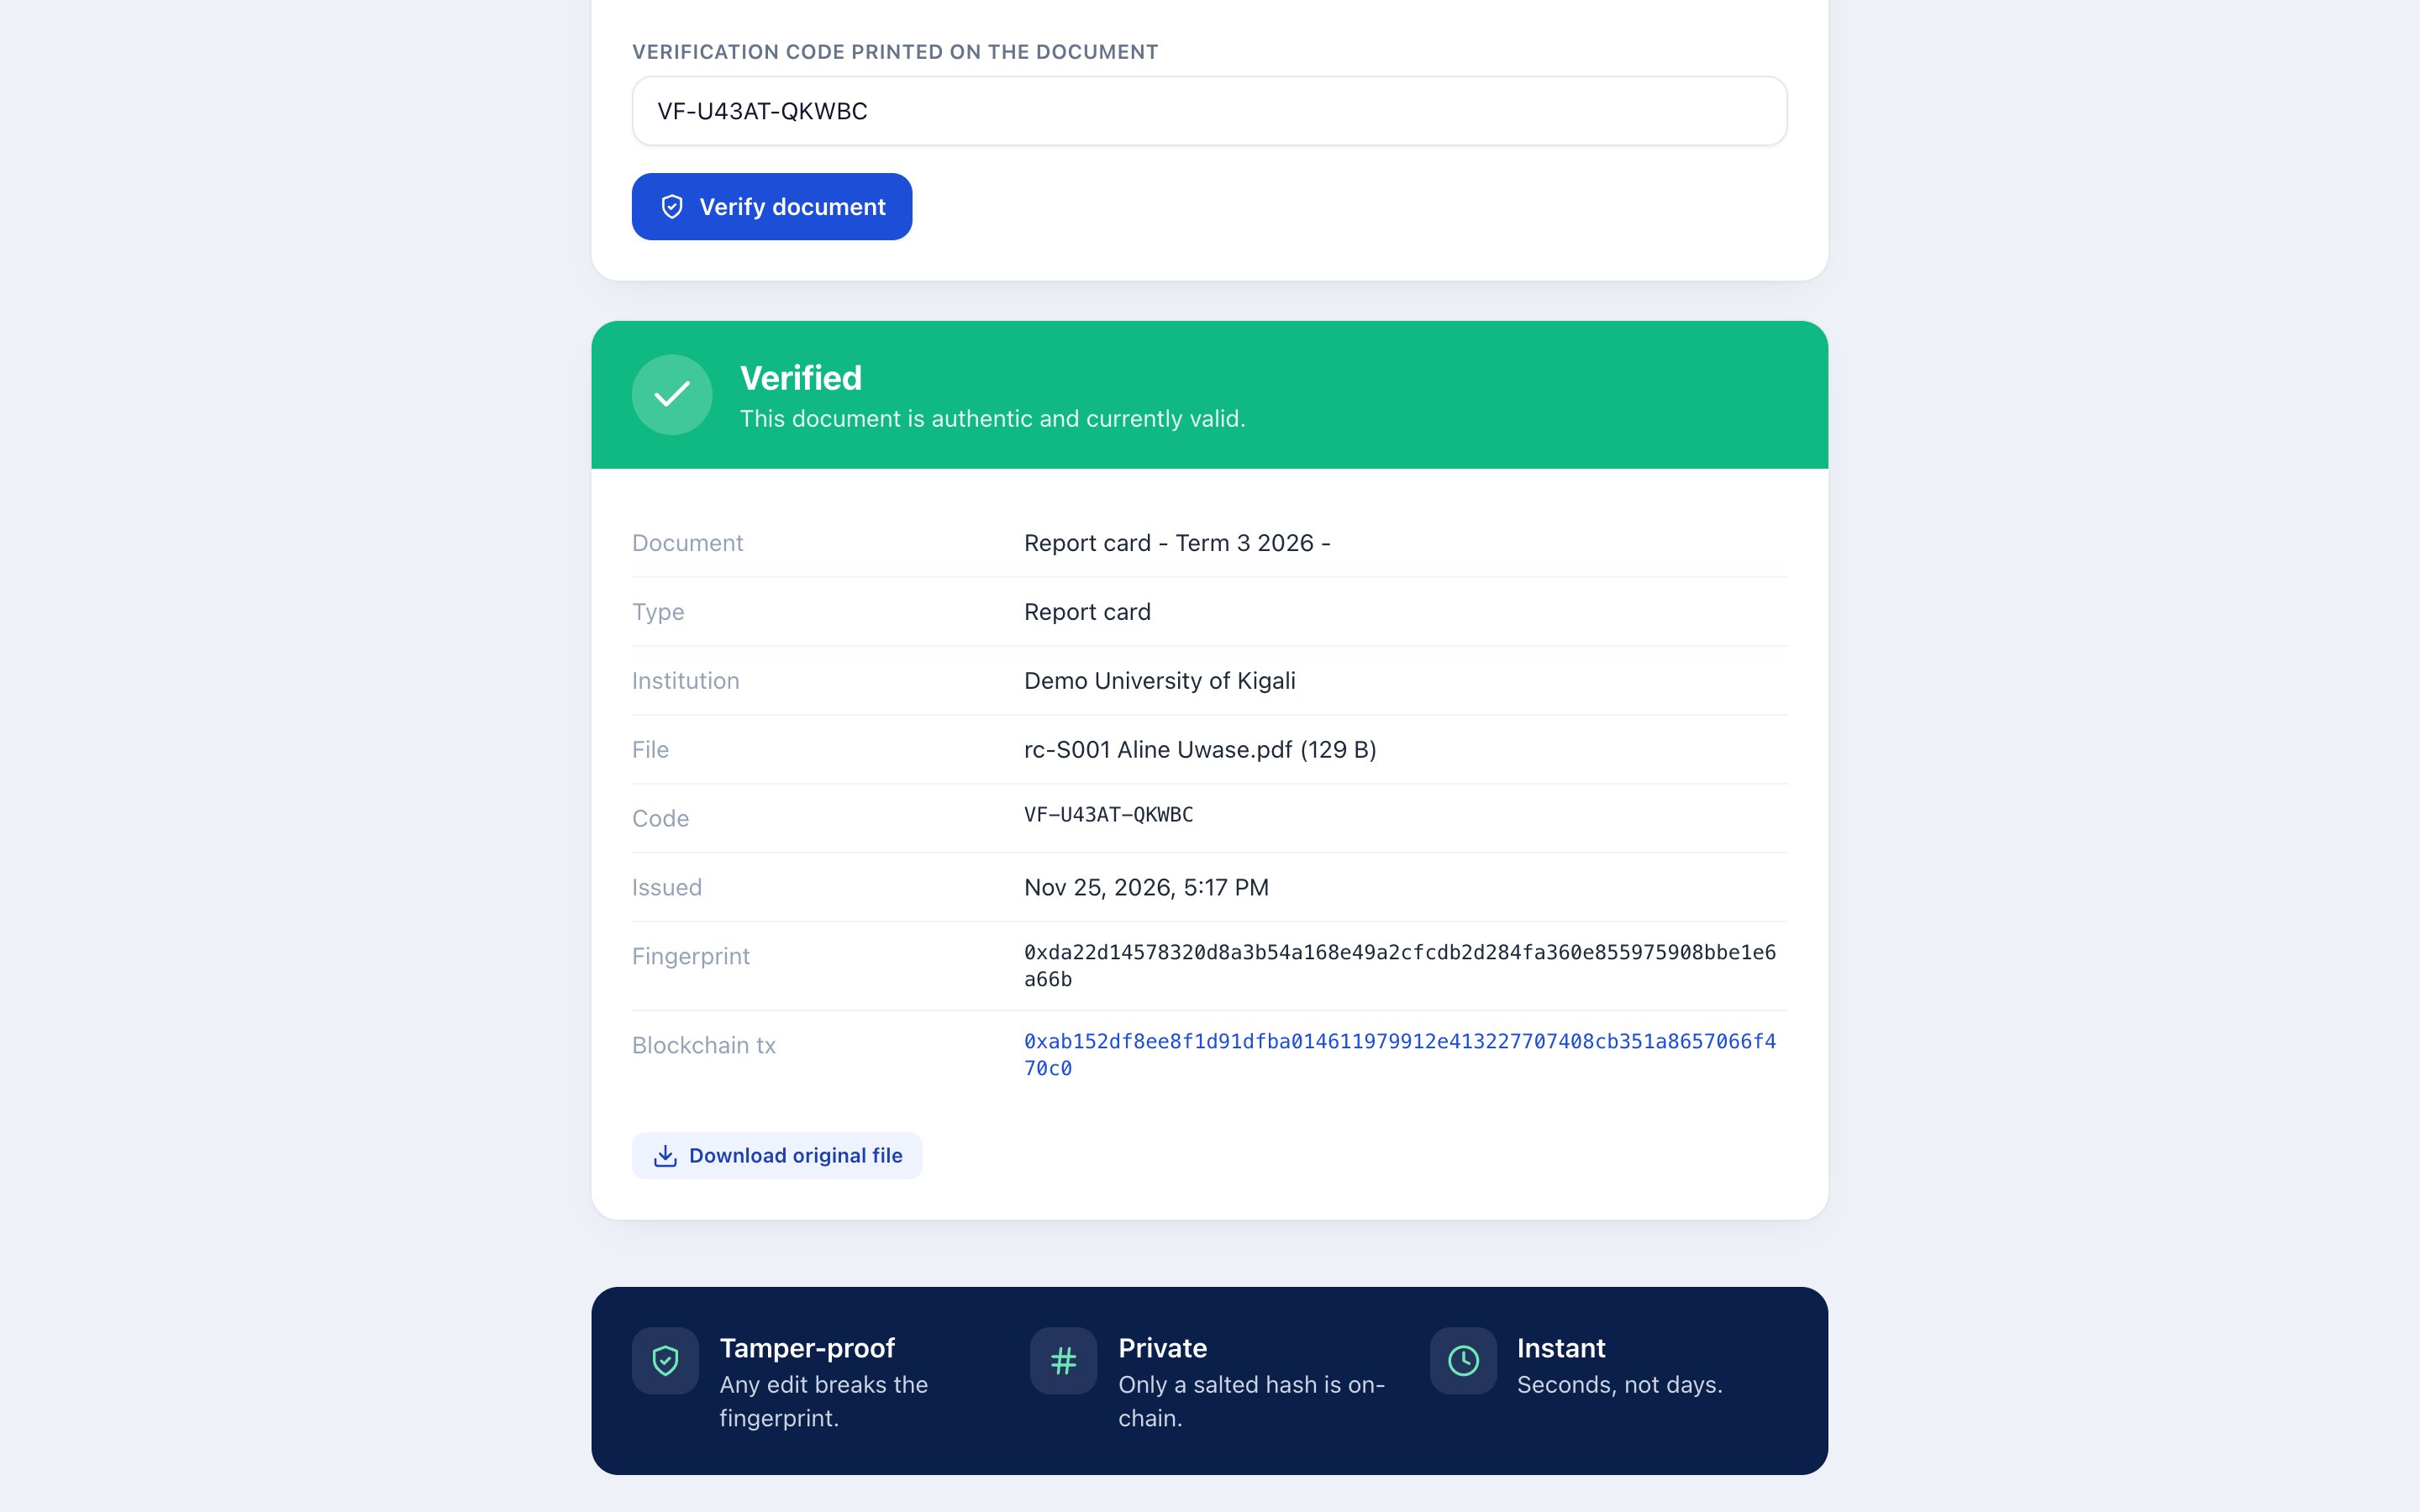 VERIFICATION CODE PRINTED ON THE DOCUMENT
VF-U43AT-QKWBC
Verify document
Verified
This document is authentic and currently valid.
Document
Report card - Term 3 2026 -
Type
Report card
Institution
Demo University of Kigali
File
rc-S001 Aline Uwase.pdf (129 B)
Code
VF-U43AT-QKWBC
Issued
Nov 25, 2026, 5:17 PM
Fingerprint
0xda22d14578320d8a3b54a168e49a2cfcdb2d284fa360e855975908bbe1e6
a66b
Blockchain tx
0xab152df8ee8f1d91dfba014611979912e413227707408cb351a8657066f4
70c0
Download original file
Tamper-proof
Any edit breaks the
fingerprint.
Private
Only a salted hash is on-
chain.
Instant
Seconds, not days.